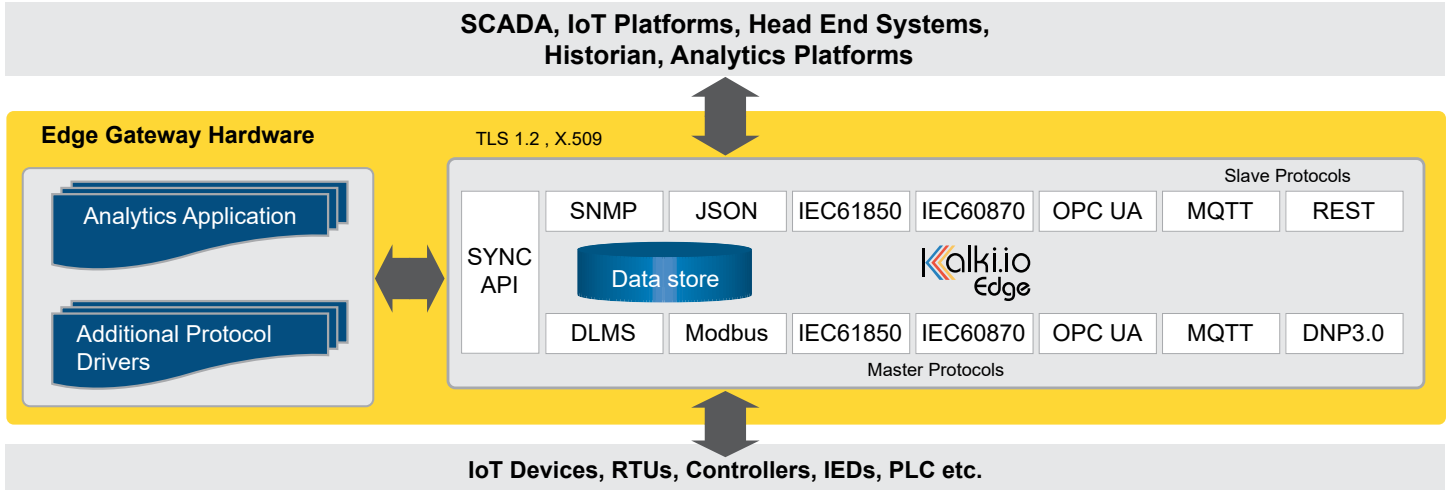 SCADA, IoT Platforms, Head End Systems,
Historian, Analytics Platforms
Edge Gateway Hardware
TLS 1.2 , X.509
Analytics Application
Additional Protocol
Drivers
Slave Protocols
SYNC
API
SNMP JSON IEC61850 IEC60870 OPC UA MQTT REST
Data store
Kalki.io
Edge
DLMS Modbus IEC61850 IEC60870 OPC UA MQTT DNP3.0
Master Protocols
IoT Devices, RTUs, Controllers, IEDs, PLC etc.